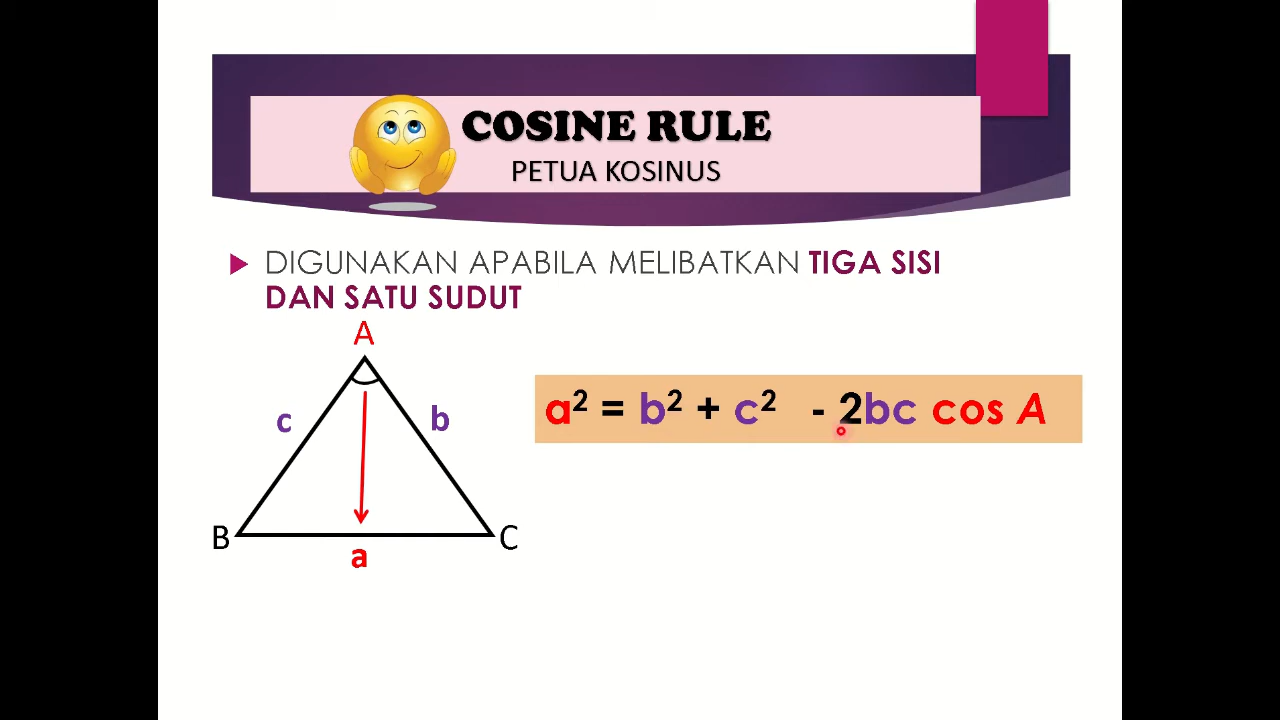 COSINE RULE
PETUA KOSINUS
DIGUNAKAN APABILA MELIBATKAN TIGA SISI
DAN SATU SUDUT
A
c
b
a² = b² + c² - 2bc cos A
B
C
a